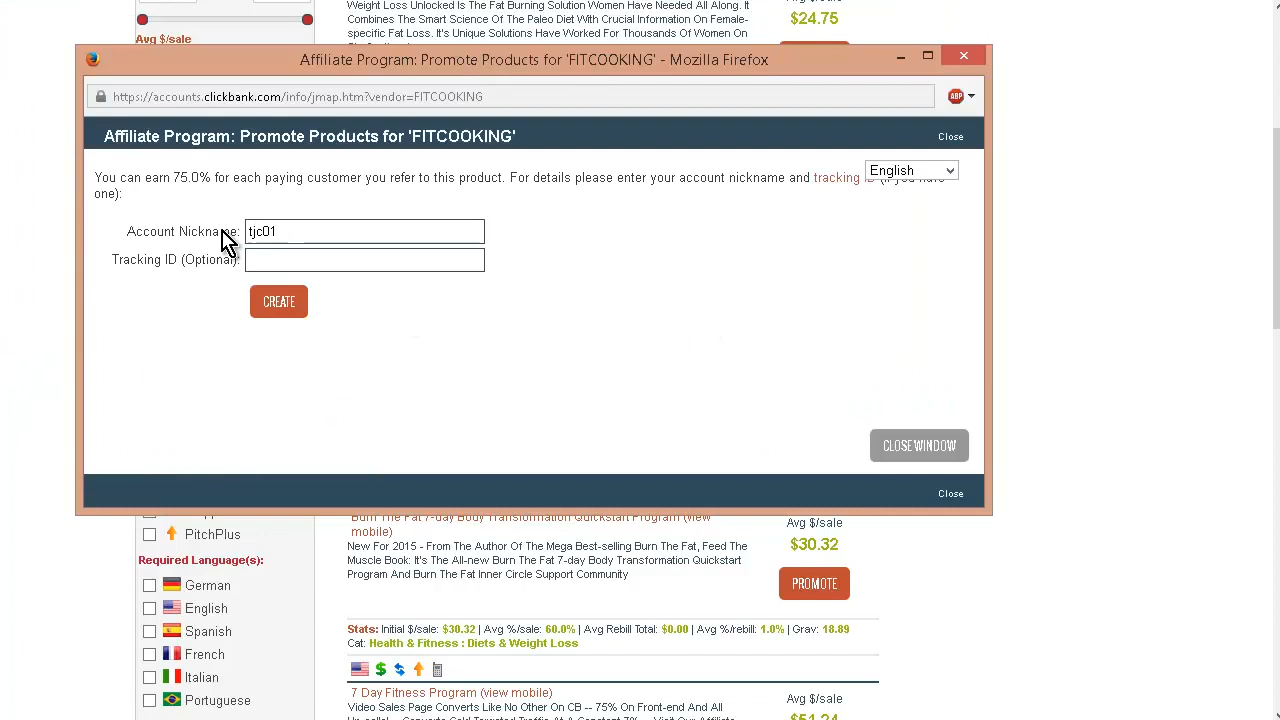 Weight Loss Unlocked Is The Fat Burning Solution Women Have Needed All Along. It
Combines The Smart Science Of The Paleo Diet With Crucial Information On Female-
specific Fat Loss. It's Unique Solutions Have Worked For Thousands Of Women On
$24.75
Avg $/sale
Affiliate Program: Promote Products for 'FITCOOKING' - Mozilla Firefox
https://accounts.clickbank.com/info/jmap.htm?vendor=FITCOOKING
ABP
Affiliate Program: Promote Products for 'FITCOOKING'
Close
English
You can earn 75.0% for each paying customer you refer to this product. For details please enter your account nickname and tracking
one):
Account Nickname:
tjc01
Tracking ID (Optional):
CREATE
CLOSE WINDOW
Close
Burn The Fat 7-day Body Transformation Quickstart Program (view
mobile)
New For 2015 - From The Author Of The Mega Best-selling Burn The Fat, Feed The
Muscle Book: It's The All-new Burn The Fat 7-day Body Transformation Quickstart
Program And Burn The Fat Inner Circle Support Community
Avg $/sale
$30.32
PROMOTE
Stats: Initial $/sale: $30.32 | Avg %/sale: 60.0% | Avg Rebill Total: $0.00 | Avg %/rebill: 1.0% | Grav: 18.89
Cat: Health & Fitness : Diets & Weight Loss
7 Day Fitness Program (view mobile)
Video Sales Page Converts Like No Other On CB -- 75% On Front-end And All
Avg $/sale
$51.24
PitchPlus
Required Language(s):
German
English
Spanish
French
Italian
Portuguese